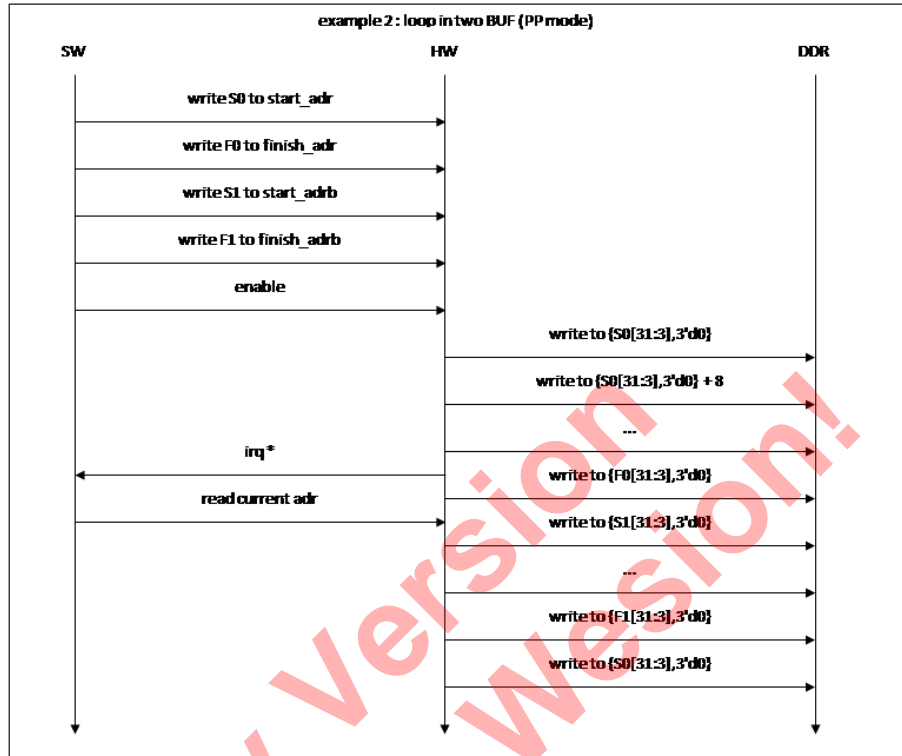 example 2 : loop in two BUF (PP mode)
SW HW DDR
write S0 to start_adr
write F0 to finish_adr
write S1 to start_adrb
write F1 to finish_adrb
enable
write to {S0[31:3],3'd0}
write to {S0[31:3],3'd0} + 8
...
irq *
write to {F0[31:3],3'd0}
read current adr
write to {S1[31:3],3'd0}
...
write to {F1[31:3],3'd0}
write to {S0[31:3],3'd0}
Version
Wesion!